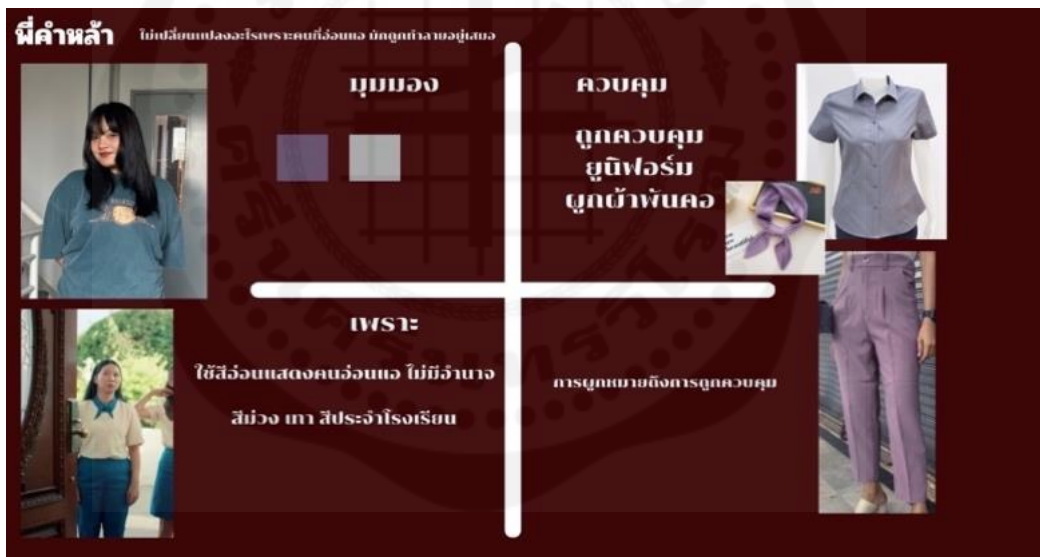 พี่คำหล้า
ไม่เปลี่ยนแปลงอะไรเพราะคนที่อ่อนแอ มักถูกทำลายอยู่เสมอ
มุมมอง
ควบคุม
ถูกควบคุม
ยูนิฟอร์ม
ผูกผ้าพันคอ
เพราะ
ใช้สีอ่อนแสดงคนอ่อนแอ ไม่มีอำนาจ
สีม่วง เทา สีประจำโรงเรียน
การผูกหมายถึงการถูกควบคุม